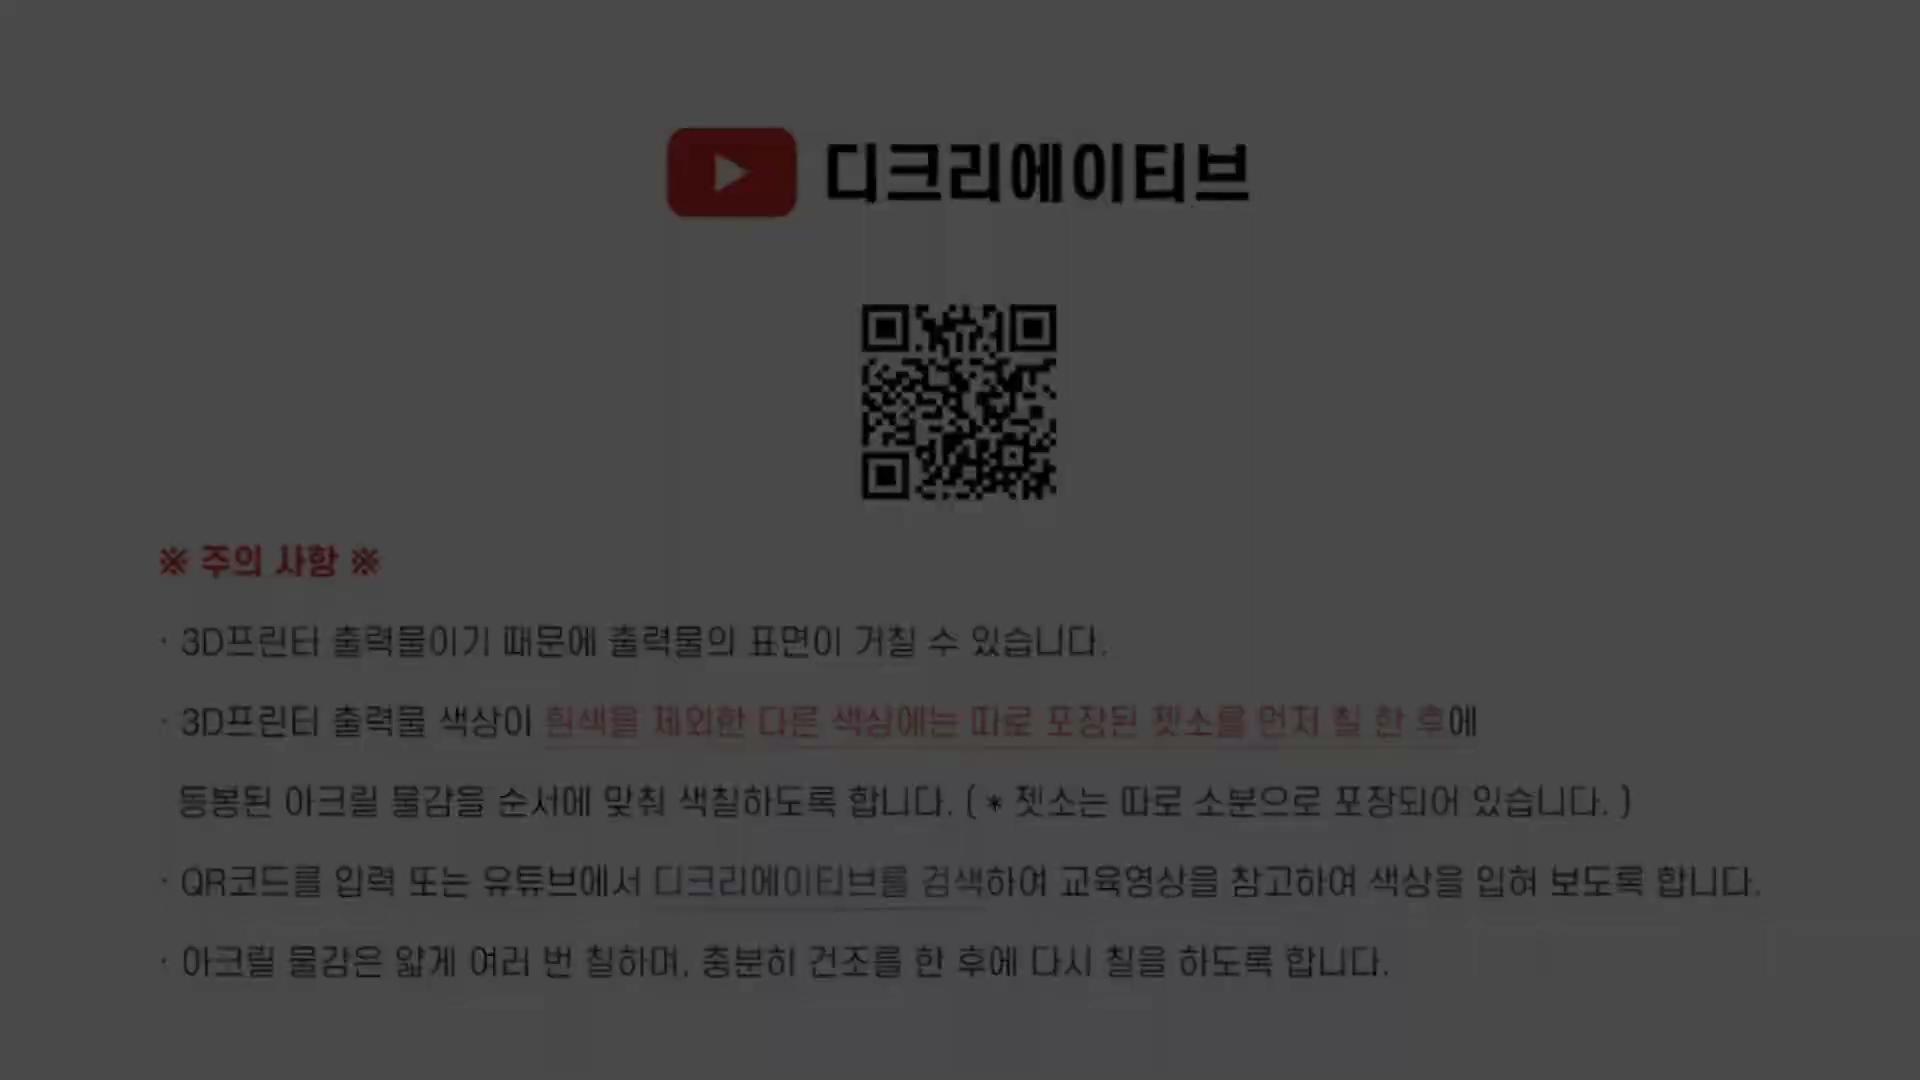 디크리에이티브
※ 주의 사항 ※
· 3D프린터 출력물이기 때문에 출력물의 표면이 거칠 수 있습니다.
· 3D프린터 출력물 색상이 흰색을 제외한 다른 색상에는 따로 포장된 젯소를 먼저 칠 한 후에
동봉된 아크릴 물감을 순서에 맞춰 색칠하도록 합니다. ( * 젯소는 따로 소분으로 포장되어 있습니다. )
· QR코드를 입력 또는 유튜브에서 디크리에이티브를 검색하여 교육영상을 참고하여 색상을 입혀 보도록 합니다.
· 아크릴 물감은 얇게 여러 번 칠하며, 충분히 건조를 한 후에 다시 칠을 하도록 합니다.